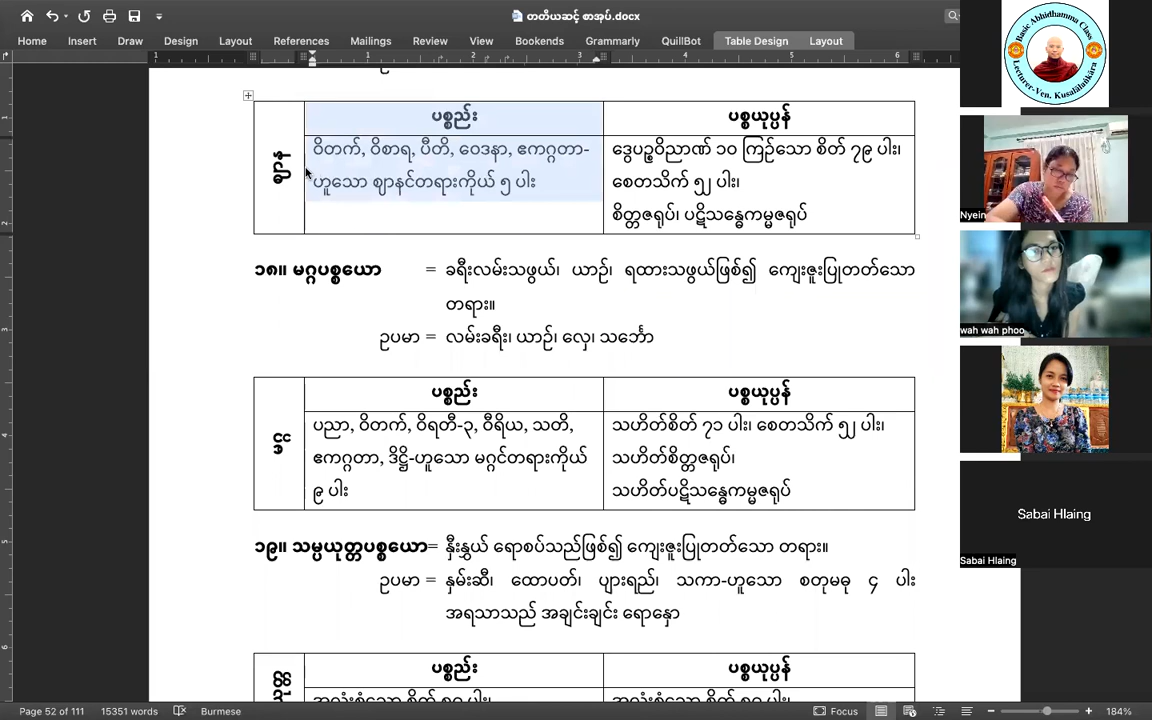 တတိယဆင့် စာအုပ်.docx
Home Insert Draw Design Layout References Mailings Review View Bookends Grammarly QuillBot Table Design Layout
Basic Abhidhamma Class
Lecturer-Ven. Kusalālaṅkāra
ပစ္စည်း ပစ္စယုပ္ပန်
ဈာန
ဝိတက်, ဝိစာရ, ပီတိ, ဝေဒနာ, ဧကဂ္ဂတာ- ဒွေပဉ္စဝိညာဏ် ၁၀ ကြဉ်သော စိတ် ၇၉ ပါး၊
ဟူသော ဈာနင်တရားကိုယ် ၅ ပါး စေတသိက် ၅၂ ပါး၊
စိတ္တဇရုပ်၊ ပဋိသန္ဓေကမ္မဇရုပ်
၁၈။ မဂ္ဂပစ္စယော = ခရီးလမ်းသဖွယ်၊ ယာဉ်၊ ရထားသဖွယ်ဖြစ်၍ ကျေးဇူးပြုတတ်သော
တရား။
ဥပမာ = လမ်းခရီး၊ ယာဉ်၊ လှေ၊ သင်္ဘော
ပစ္စည်း ပစ္စယုပ္ပန်
ပညာ, ဝိတက်, ဝိရတီ-၃, ဝီရိယ, သတိ, သဟိတ်စိတ် ၇၁ ပါး၊ စေတသိက် ၅၂ ပါး၊
ဧကဂ္ဂတာ, ဒိဋ္ဌိ-ဟူသော မဂ္ဂင်တရားကိုယ် သဟိတ်စိတ္တဇရုပ်၊
၉ ပါး သဟိတ်ပဋိသန္ဓေကမ္မဇရုပ်
၁၉။ သမ္ပယုတ္တပစ္စယော = နှီးနွှယ် ရောစပ်သည်ဖြစ်၍ ကျေးဇူးပြုတတ်သော တရား။
ဥပမာ = နှမ်းဆီ၊ ထောပတ်၊ ပျားရည်၊ သကာ-ဟူသော စတုမဓု ၄ ပါး
အရသာသည် အချင်းချင်း ရောနှော
ပစ္စည်း ပစ္စယုပ္ပန်
Nyein
wah wah phoo
Sabai Hlaing
Sabai Hlaing
Page 52 of 111 15351 words Burmese Focus 184%